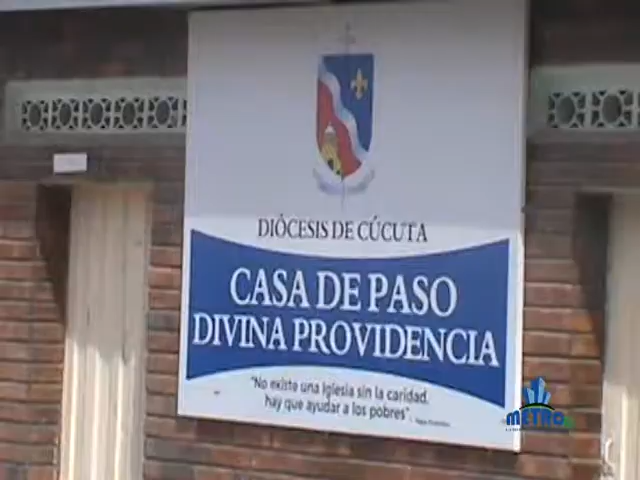 DIÓCESIS DE CÚCUTA
CASA DE PASO
DIVINA PROVIDENCIA
"No existe una Iglesia sin la caridad,
hay que ayudar a los pobres"
METRO